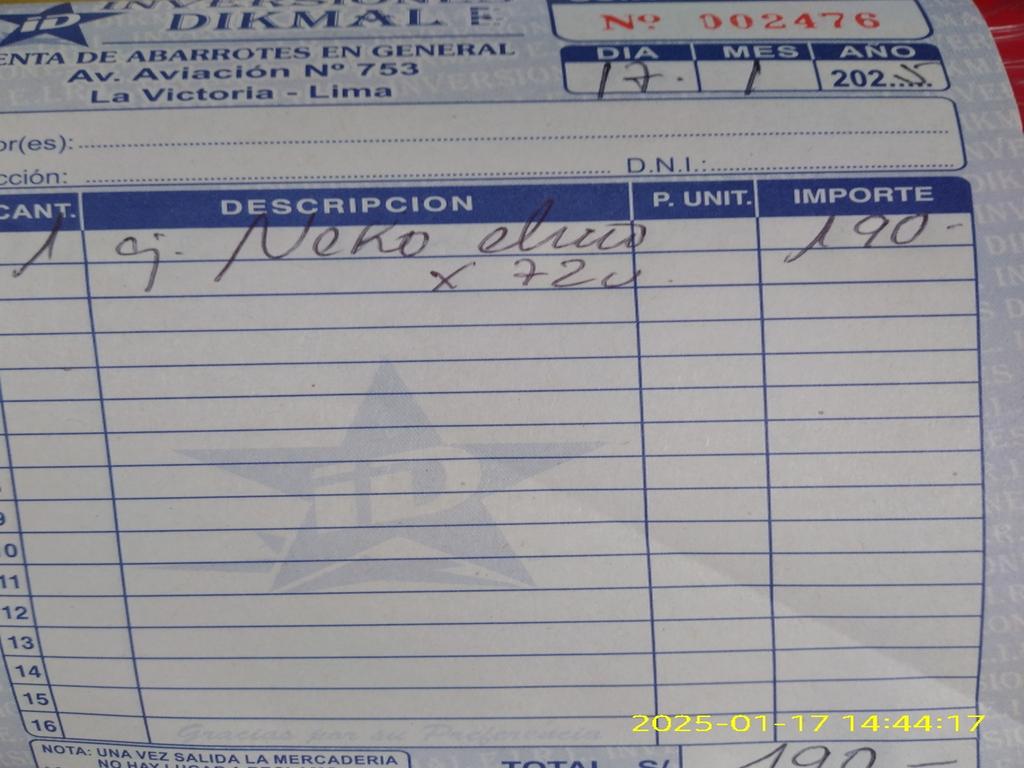 INVERSIONES
iD DIKMAL E
ENTA DE ABARROTES EN GENERAL
Av. Aviación Nº 753
La Victoria - Lima
Nº 002476
DIA MES AÑO
17. 1 202...5
or(es):
cción: D.N.I.:
CANT. DESCRIPCION P. UNIT. IMPORTE
1 cj. Neko 190-
x 72u.
9
10
11
12
13
14
15
16
Gracias por su Preferencia
2025-01-17 14:44:17
NOTA: UNA VEZ SALIDA LA MERCADERIA
NO HAY LUGAR
TOTAL S/ 190-